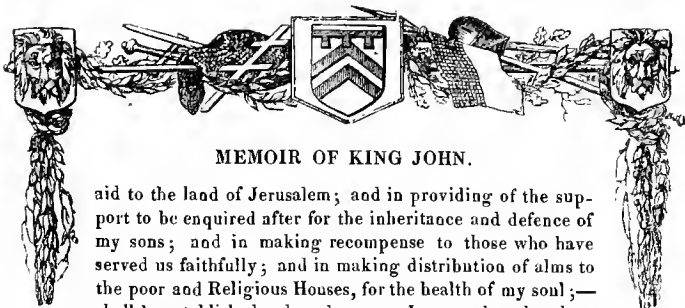 MEMOIR OF KING JOHN.
aid to the land of Jerusalem; and in providing of the sup-
port to be enquired after for the inheritance and defence of
my sons; and in making recompense to those who have
served us faithfully; and in making distribution of alms to
the poor and Religious Houses, for the health of my soul;—